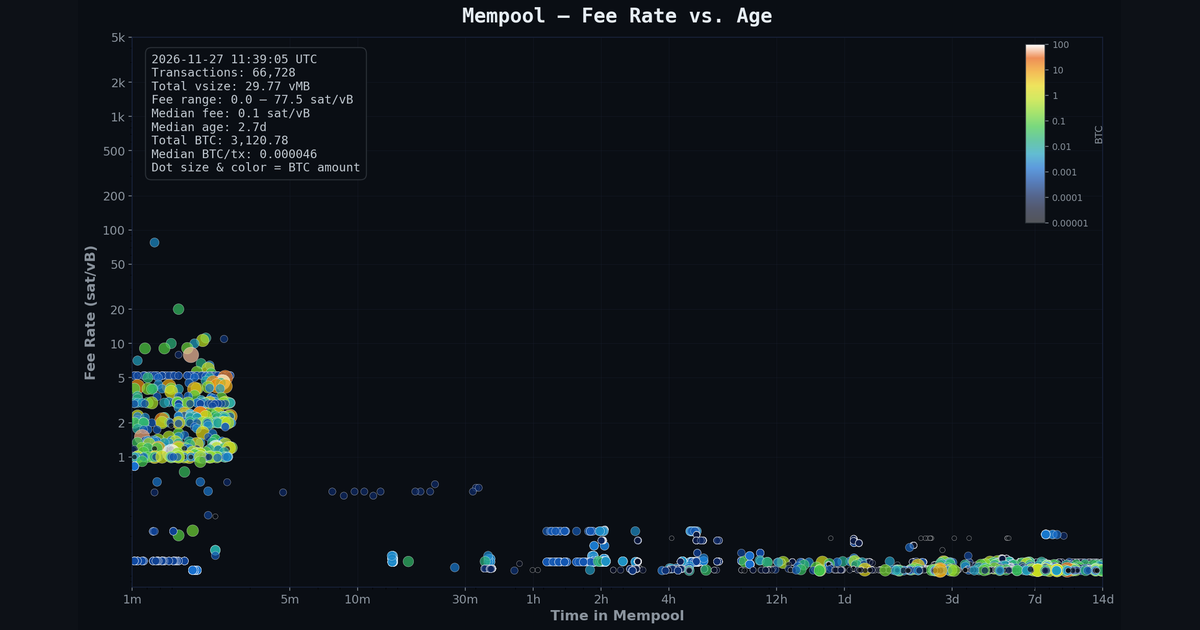 Mempool — Fee Rate vs. Age
5k
2k
1k
500
200
100
50
20
10
5
2
1
Fee Rate (sat/vB)
2026-11-27 11:39:05 UTC
Transactions: 66,728
Total vsize: 29.77 vMB
Fee range: 0.0 — 77.5 sat/vB
Median fee: 0.1 sat/vB
Median age: 2.7d
Total BTC: 3,120.78
Median BTC/tx: 0.000046
Dot size & color = BTC amount
100
10
1
0.1
0.01
0.001
0.0001
0.00001
BTC
1m
5m
10m
30m
1h
2h
4h
12h
1d
3d
7d
14d
Time in Mempool